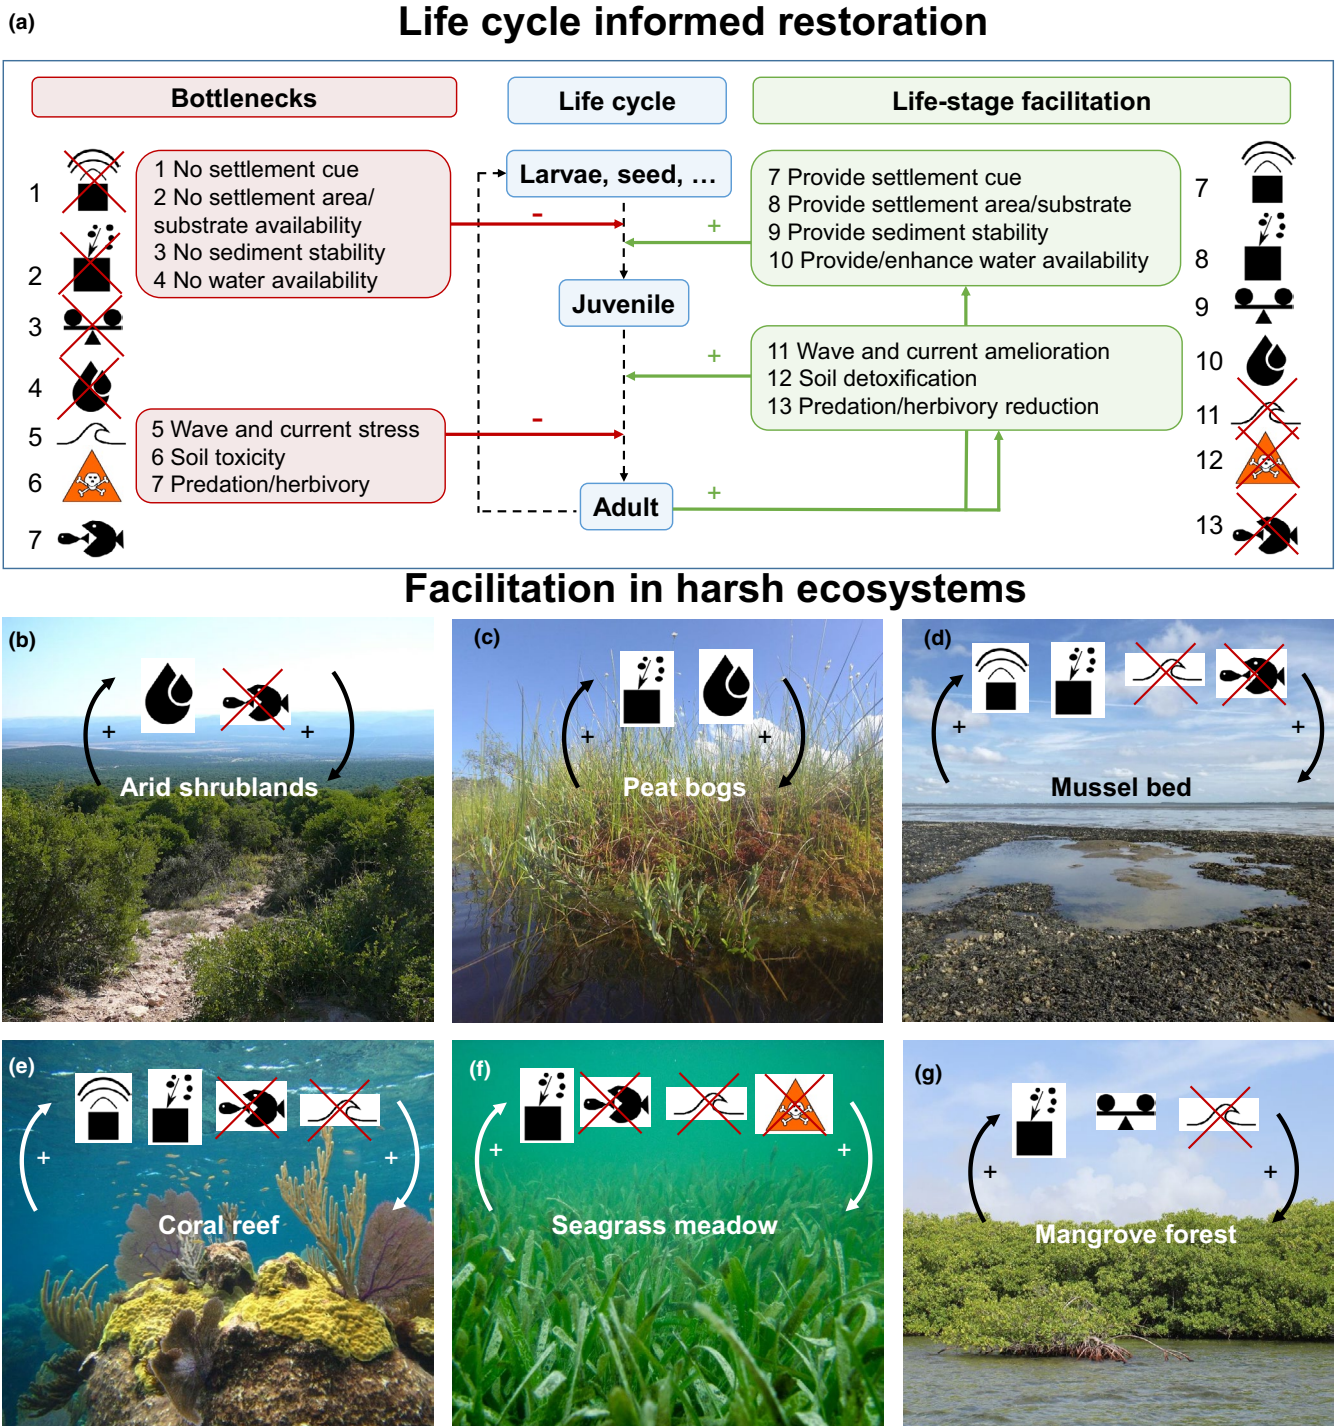 (a)
Life cycle informed restoration
Bottlenecks
Life cycle
Life-stage facilitation
1
2
3
4
5
6
7
1 No settlement cue
2 No settlement area/
substrate availability
3 No sediment stability
4 No water availability
5 Wave and current stress
6 Soil toxicity
7 Predation/herbivory
-
-
Larvae, seed, ...
Juvenile
Adult
+
+
+
7 Provide settlement cue
8 Provide settlement area/substrate
9 Provide sediment stability
10 Provide/enhance water availability
11 Wave and current amelioration
12 Soil detoxification
13 Predation/herbivory reduction
7
8
9
10
11
12
13
Facilitation in harsh ecosystems
(b)
+ +
Arid shrublands
(c)
+ +
Peat bogs
(d)
+ +
Mussel bed
(e)
+ +
Coral reef
(f)
+ +
Seagrass meadow
(g)
+ +
Mangrove forest